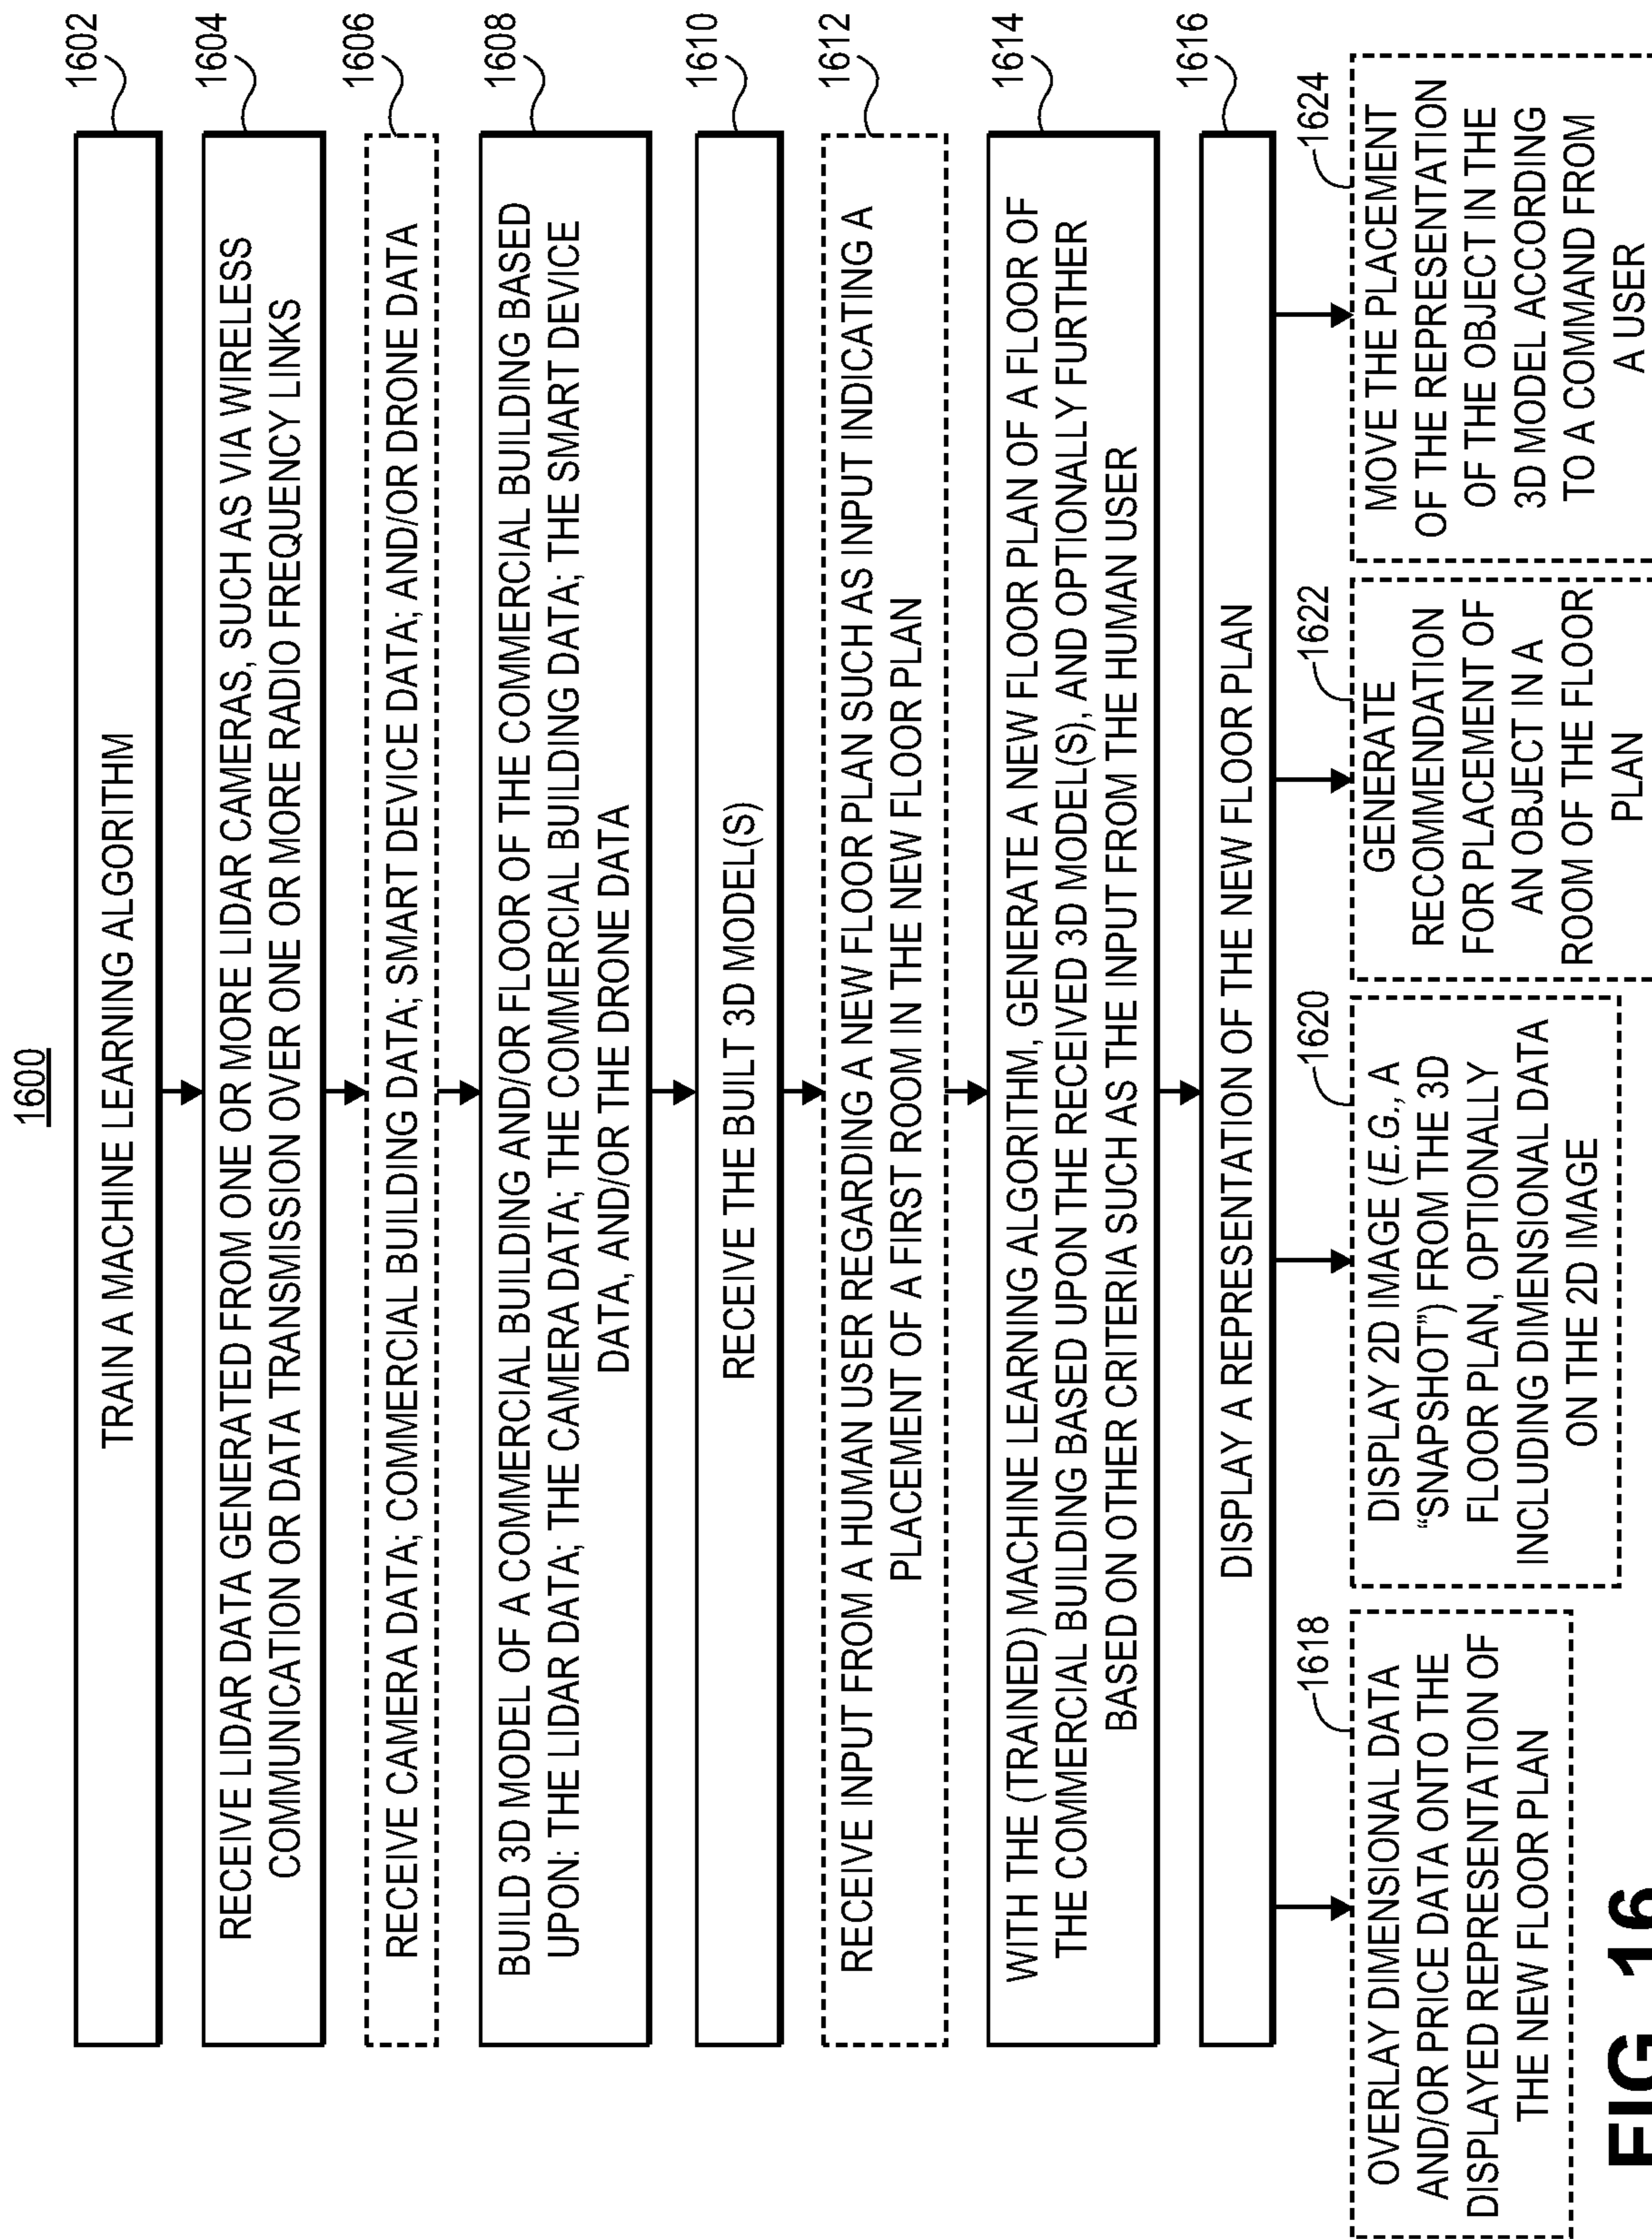 1600
TRAIN A MACHINE LEARNING ALGORITHM
1602
RECEIVE LIDAR DATA GENERATED FROM ONE OR MORE LIDAR CAMERAS, SUCH AS VIA WIRELESS
COMMUNICATION OR DATA TRANSMISSION OVER ONE OR MORE RADIO FREQUENCY LINKS
1604
RECEIVE CAMERA DATA; COMMERCIAL BUILDING DATA; SMART DEVICE DATA; AND/OR DRONE DATA
1606
BUILD 3D MODEL OF A COMMERCIAL BUILDING AND/OR FLOOR OF THE COMMERCIAL BUILDING BASED
UPON: THE LIDAR DATA; THE CAMERA DATA; THE COMMERCIAL BUILDING DATA; THE SMART DEVICE
DATA, AND/OR THE DRONE DATA
1608
RECEIVE THE BUILT 3D MODEL(S)
1610
RECEIVE INPUT FROM A HUMAN USER REGARDING A NEW FLOOR PLAN SUCH AS INPUT INDICATING A
PLACEMENT OF A FIRST ROOM IN THE NEW FLOOR PLAN
1612
WITH THE (TRAINED) MACHINE LEARNING ALGORITHM, GENERATE A NEW FLOOR PLAN OF A FLOOR OF
THE COMMERCIAL BUILDING BASED UPON THE RECEIVED 3D MODEL(S), AND OPTIONALLY FURTHER
BASED ON OTHER CRITERIA SUCH AS THE INPUT FROM THE HUMAN USER
1614
DISPLAY A REPRESENTATION OF THE NEW FLOOR PLAN
1616
1618
OVERLAY DIMENSIONAL DATA
AND/OR PRICE DATA ONTO THE
DISPLAYED REPRESENTATION OF
THE NEW FLOOR PLAN
1620
DISPLAY 2D IMAGE (E.G., A
“SNAPSHOT”) FROM THE 3D
FLOOR PLAN, OPTIONALLY
INCLUDING DIMENSIONAL DATA
ON THE 2D IMAGE
1622
GENERATE
RECOMMENDATION
FOR PLACEMENT OF
AN OBJECT IN A
ROOM OF THE FLOOR
PLAN
1624
MOVE THE PLACEMENT
OF THE REPRESENTATION
OF THE OBJECT IN THE
3D MODEL ACCORDING
TO A COMMAND FROM
A USER
FIG. 16